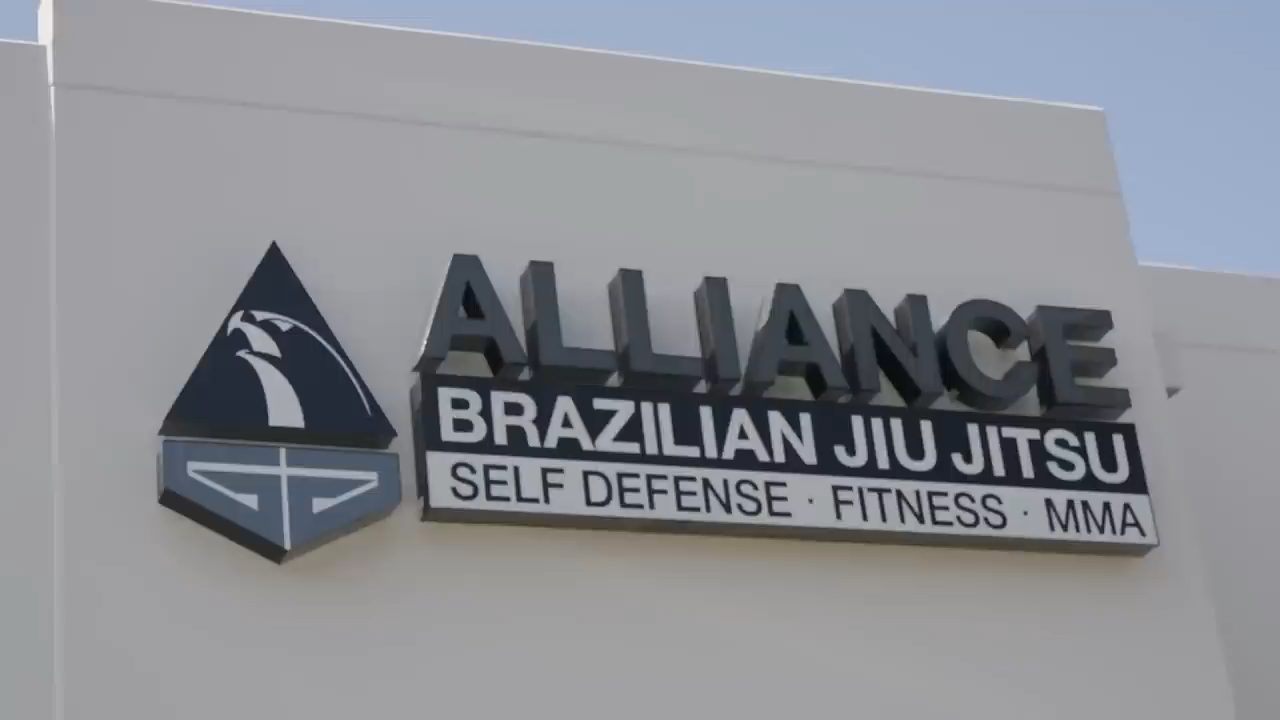 ALLIANCE
BRAZILIAN JIU JITSU
SELF DEFENSE · FITNESS · MMA